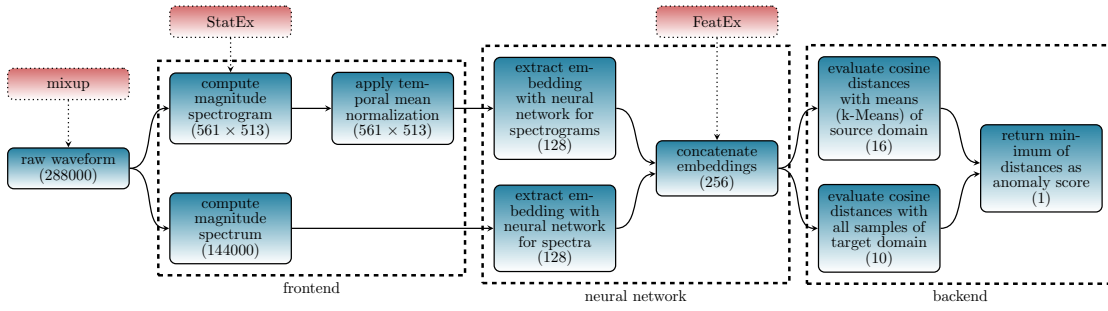 StatEx
FeatEx
mixup
raw waveform
(288000)
compute
magnitude
spectrogram
(561 × 513)
apply tem-
poral mean
normalization
(561 × 513)
compute
magnitude
spectrum
(144000)
frontend
extract em-
bedding
with neural
network for
spectrograms
(128)
extract em-
bedding with
neural network
for spectra
(128)
concatenate
embeddings
(256)
neural network
evaluate cosine
distances
with means
(k-Means) of
source domain
(16)
evaluate cosine
distances with
all samples of
target domain
(10)
return min-
imum of
distances as
anomaly score
(1)
backend